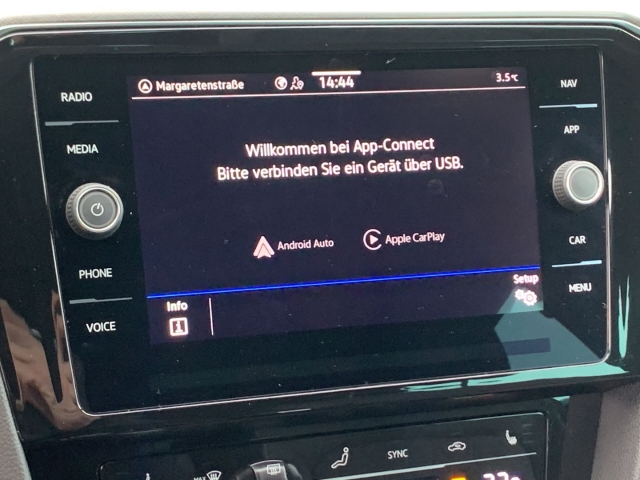 RADIO
MEDIA
PHONE
VOICE
Margaretenstraße
14:44
3.5°C
Willkommen bei App-Connect
Bitte verbinden Sie ein Gerät über USB.
Android Auto
Apple CarPlay
Info
Setup
NAV
APP
CAR
MENU
MAX
SYNC